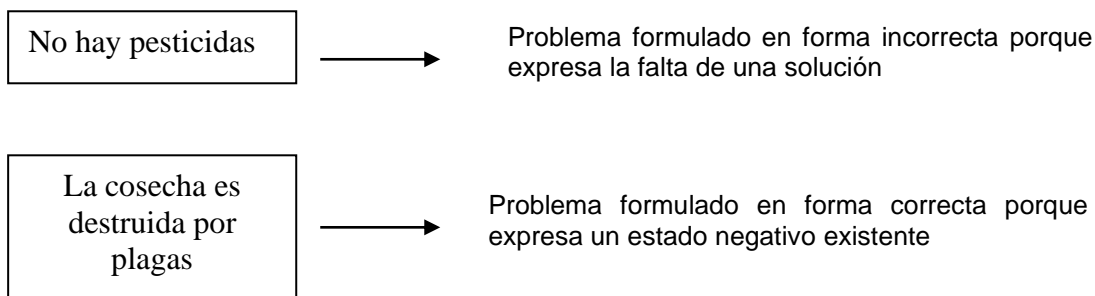 No hay pesticidas
Problema formulado en forma incorrecta porque
expresa la falta de una solución
La cosecha es
destruida por
plagas
Problema formulado en forma correcta porque
expresa un estado negativo existente